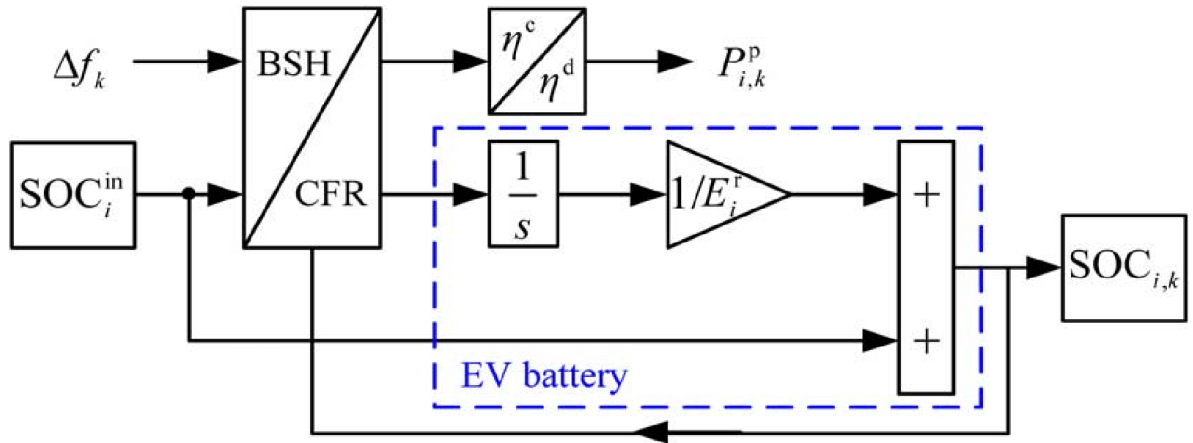 Δf_k
BSH
CFR
η^c
η^d
P^p_{i,k}
SOC^in_i
1
s
1/E^r_i
+
+
SOC_{i,k}
EV battery